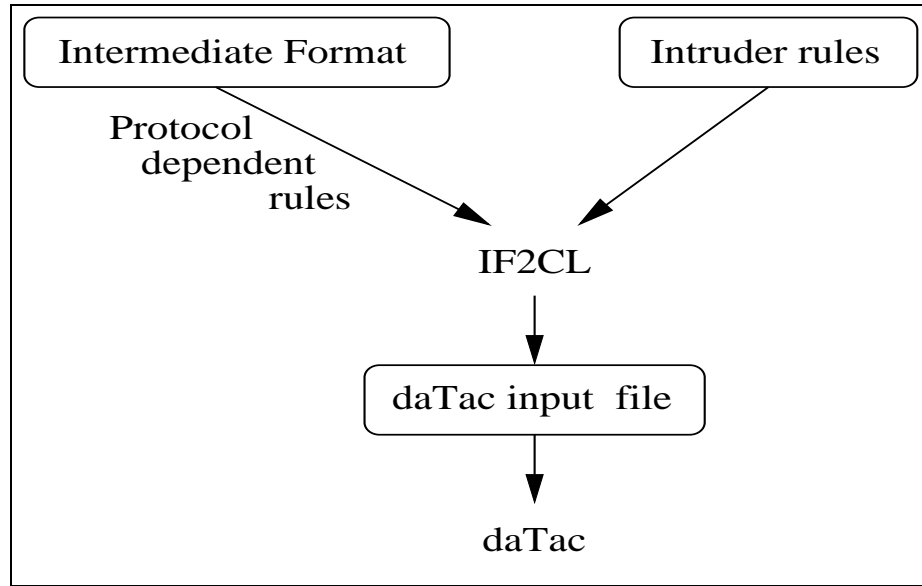 Intermediate Format
Intruder rules
Protocol
dependent
rules
IF2CL
daTac input file
daTac